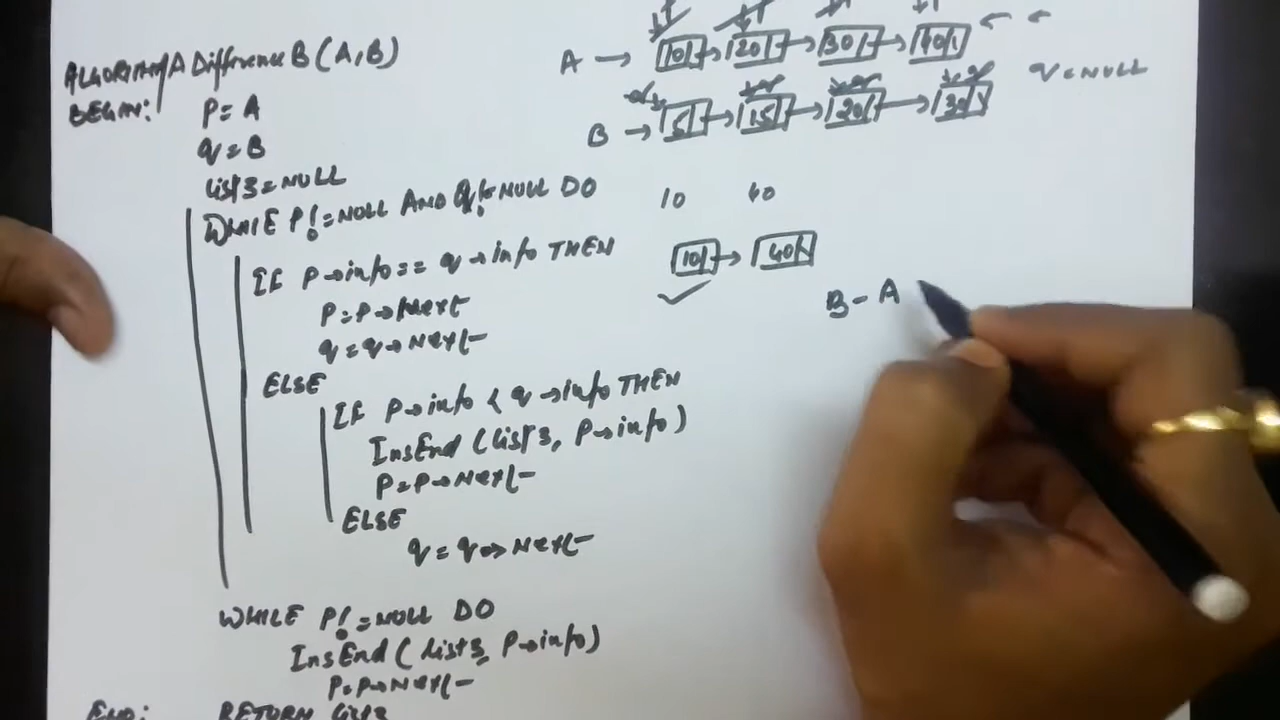 ALGORITHM A Difference B (A,B)
BEGIN:
P = A
q = B
list3 = NULL
WHILE P != NULL AND q != NULL DO
IF P→info == q→info THEN
P = P→Next
q = q→Next
ELSE
IF P→info < q→info THEN
InsEnd (list3, P→info)
P = P→Next
ELSE
q = q→Next
WHILE P != NULL DO
InsEnd (list3, P→info)
P = P→Next
END: RETURN list3
A → 10 → 20 → 30 → 40
B → 5 → 15 → 20 → 30
q = NULL
10 40
10 → 40
B - A